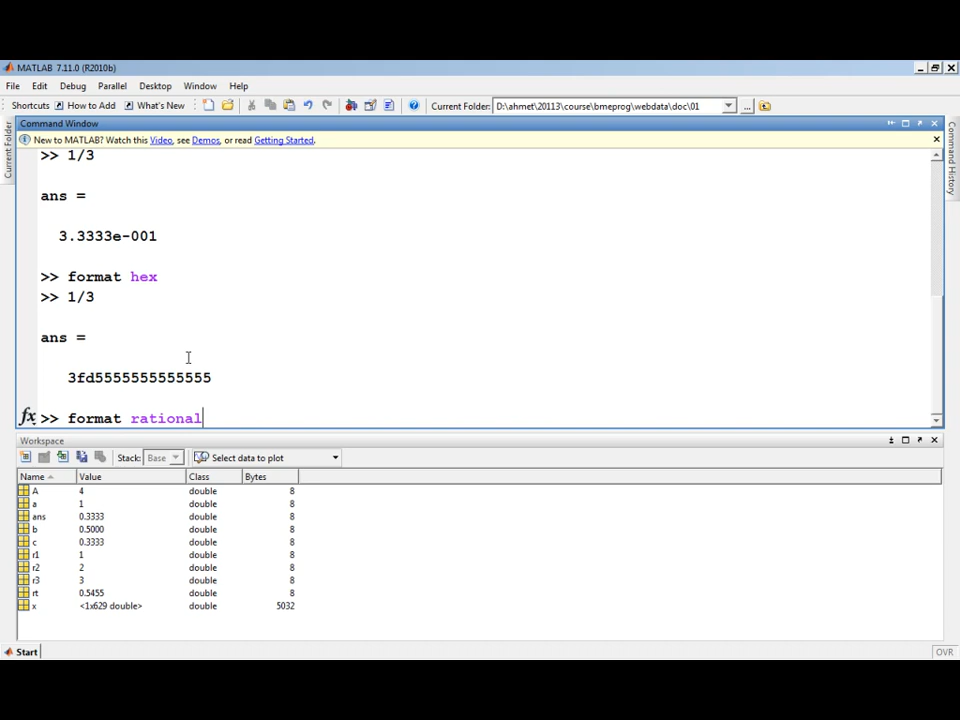 MATLAB 7.11.0 (R2010b)
File Edit Debug Parallel Desktop Window Help
Shortcuts How to Add What's New Current Folder: D:\ahmet\20113\course\bmeprog\webdata\doc\01 ...
Command Window
New to MATLAB? Watch this Video, see Demos, or read Getting Started.
Current Folder
Command History
>> 1/3
ans =
3.3333e-001
>> format hex
>> 1/3
ans =
3fd5555555555555
fx >> format rational
Workspace
Stack: Base Select data to plot
Name Value Class Bytes
A 4 double 8
a 1 double 8
ans 0.3333 double 8
b 0.5000 double 8
c 0.3333 double 8
r1 1 double 8
r2 2 double 8
r3 3 double 8
rt 0.5455 double 8
x <1x629 double> double 5032
Start OVR